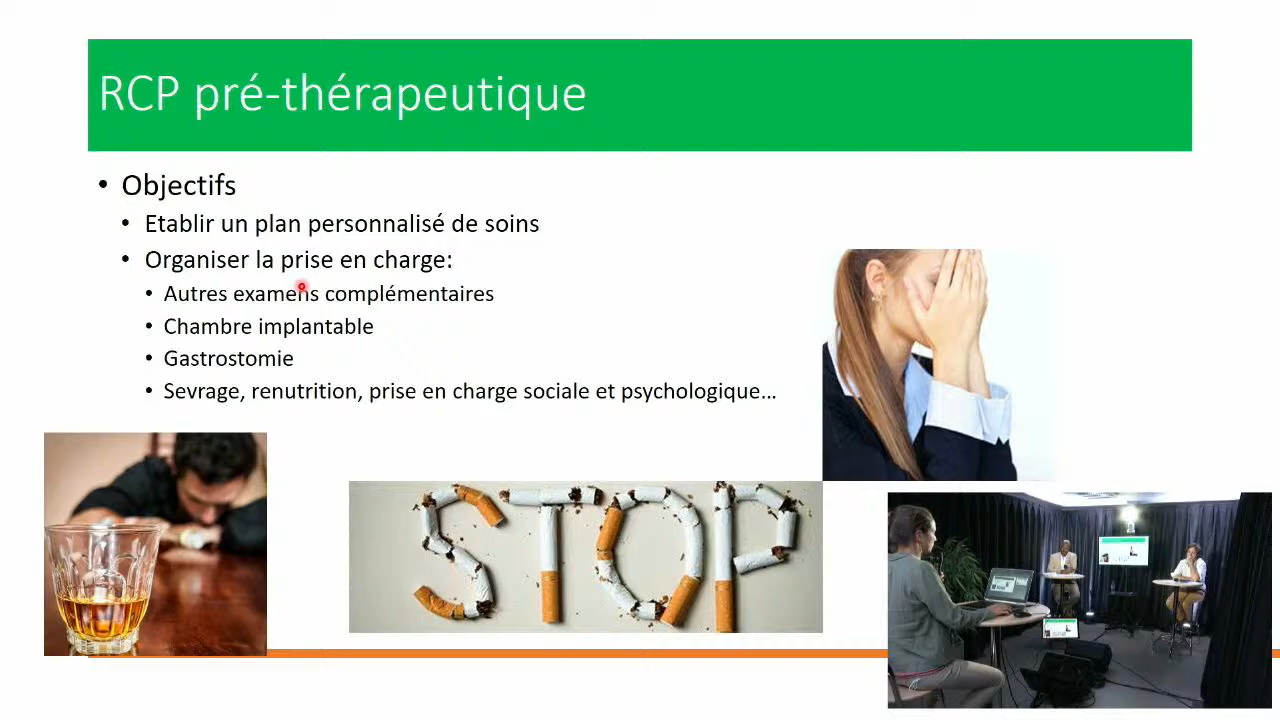 RCP pré-thérapeutique
• Objectifs
• Etablir un plan personnalisé de soins
• Organiser la prise en charge:
• Autres examens complémentaires
• Chambre implantable
• Gastrostomie
• Sevrage, renutrition, prise en charge sociale et psychologique...
STOP